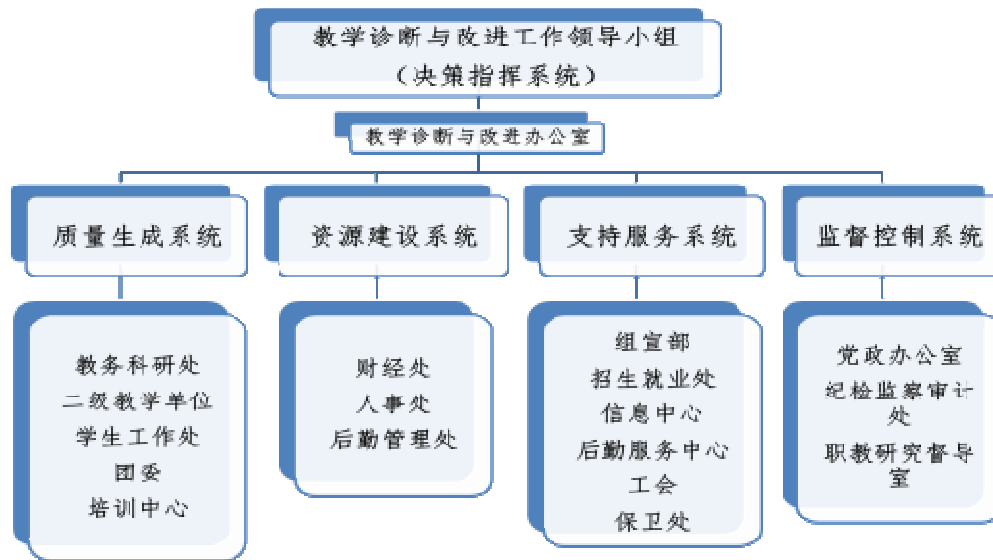 教学诊断与改进工作领导小组
（决策指挥系统）
教学诊断与改进办公室
质量生成系统
资源建设系统
支持服务系统
监督控制系统
教务科研处
二级教学单位
学生工作处
团委
培训中心
财经处
人事处
后勤管理处
组宣部
招生就业处
信息中心
后勤服务中心
工会
保卫处
党政办公室
纪检监察审计
处
职教研究督导
室